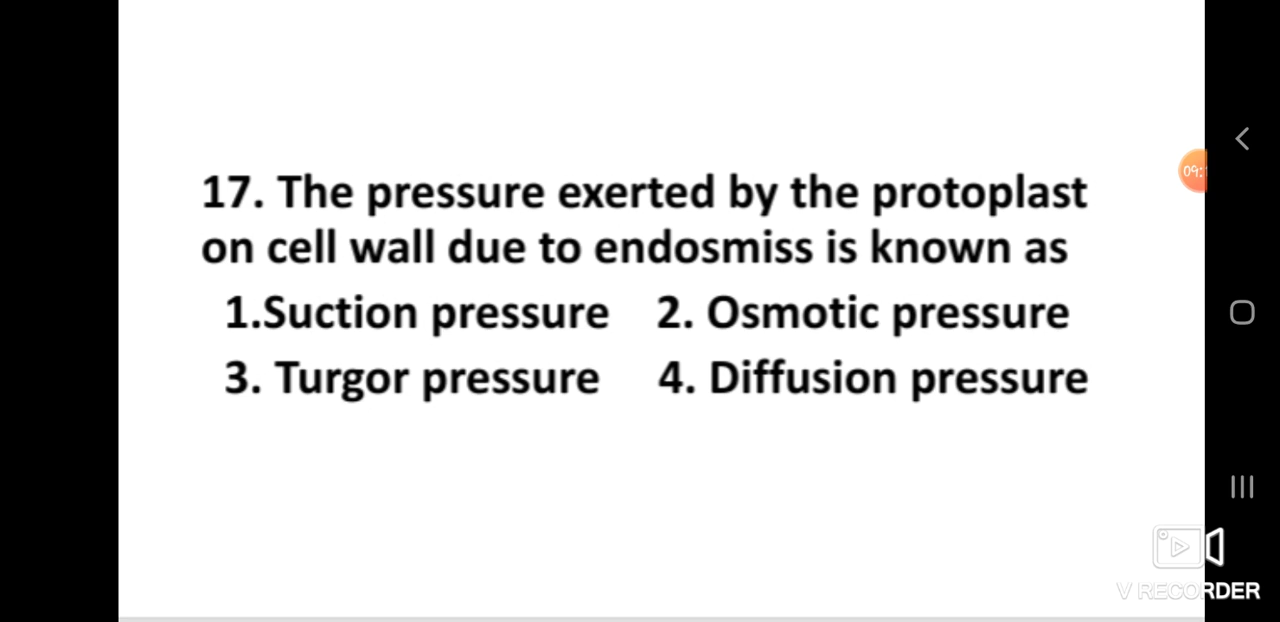 17. The pressure exerted by the protoplast
on cell wall due to endosmiss is known as
1.Suction pressure 2. Osmotic pressure
3. Turgor pressure 4. Diffusion pressure
09:
V RECORDER